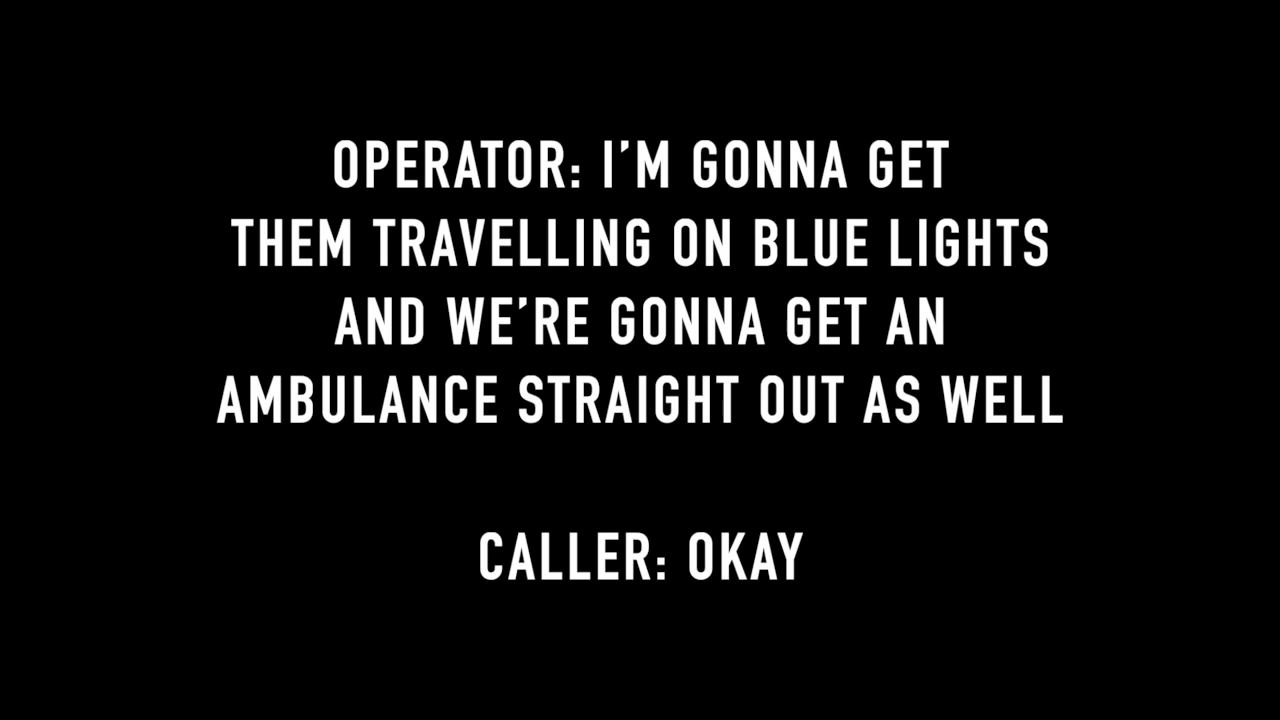 OPERATOR: I’M GONNA GET
THEM TRAVELLING ON BLUE LIGHTS
AND WE’RE GONNA GET AN
AMBULANCE STRAIGHT OUT AS WELL
CALLER: OKAY